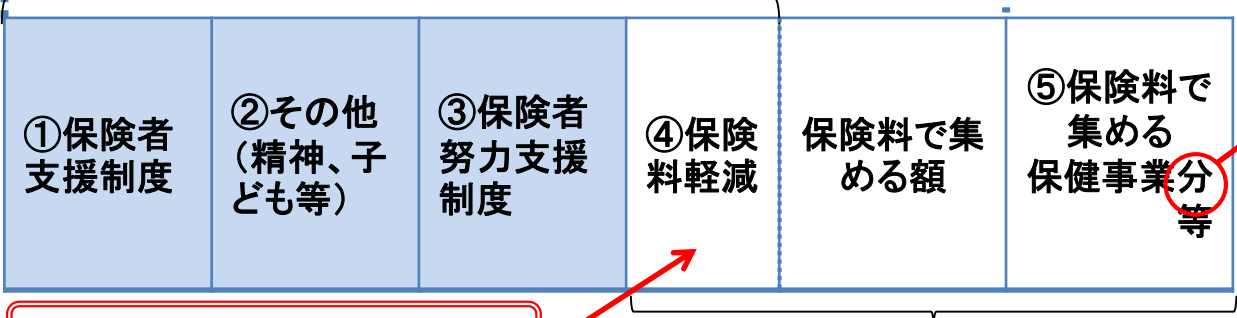 ①保険者
支援制度
②その他
（精神、子
ども等）
③保険者
努力支援
制度
④保険
料軽減
保険料で集
める額
⑤保険料で
集める
保健事業分
等